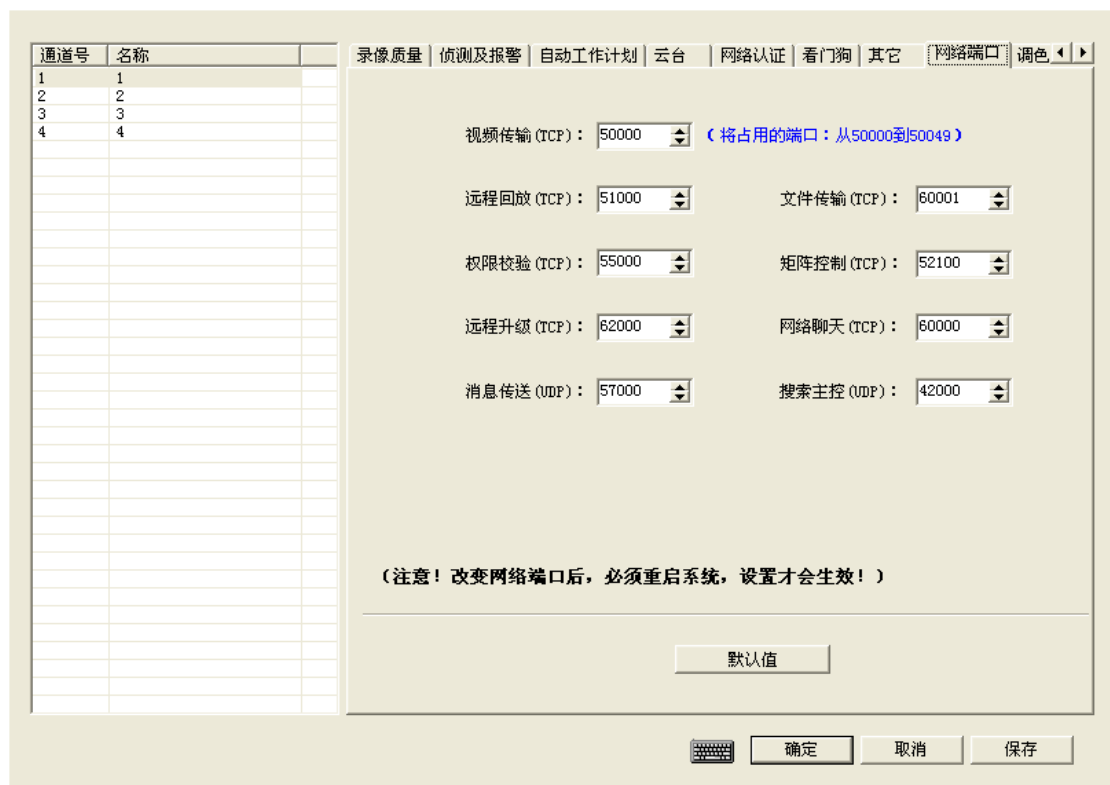 通道号 名称 录像质量 侦测及报警 自动工作计划 云台 网络认证 看门狗 其它 网络端口 调色
1 1
2 2
3 3
4 4
视频传输(TCP): 50000 (将占用的端口:从50000到50049)
远程回放(TCP): 51000 文件传输(TCP): 60001
权限校验(TCP): 55000 矩阵控制(TCP): 52100
远程升级(TCP): 62000 网络聊天(TCP): 60000
消息传送(UDP): 57000 搜索主控(UDP): 42000
(注意!改变网络端口后,必须重启系统,设置才会生效!)
默认值
确定 取消 保存